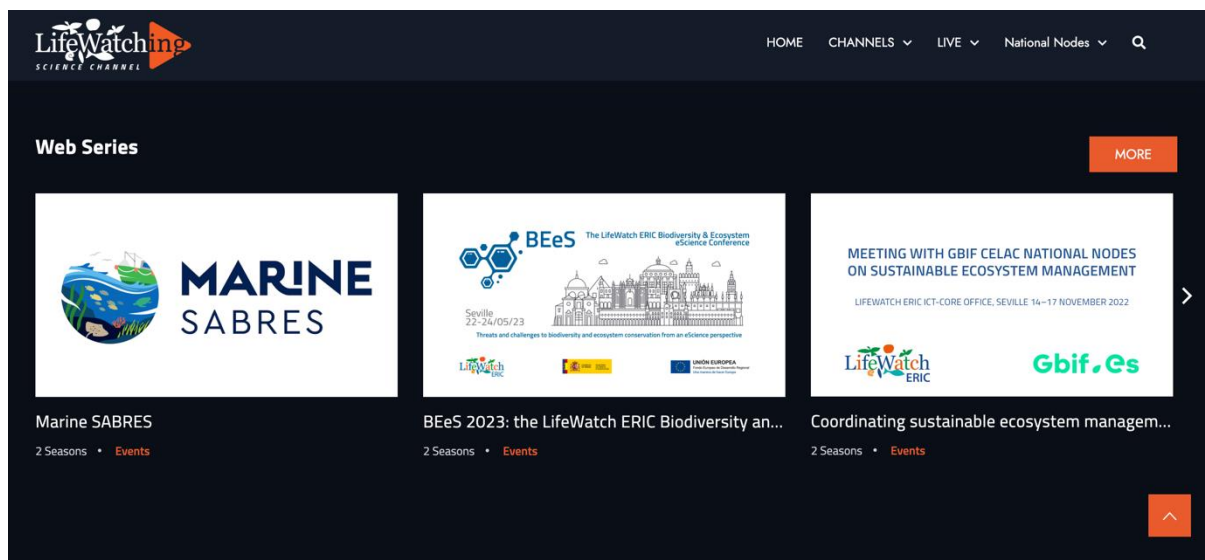 LifeWatching
SCIENCE CHANNEL
HOME CHANNELS LIVE National Nodes
Web Series
MORE
MARINE
SABRES
BEeS The LifeWatch ERIC Biodiversity & Ecosystem
eScience Conference
Seville
22-24/05/23
Threats and challenges to biodiversity and ecosystem conservation from an eScience perspective
LifeWatch
ERIC
UNIÓN EUROPEA
MEETING WITH GBIF CELAC NATIONAL NODES
ON SUSTAINABLE ECOSYSTEM MANAGEMENT
LIFEWATCH ERIC ICT-CORE OFFICE, SEVILLE 14–17 NOVEMBER 2022
LifeWatch
ERIC
Gbif.es
Marine SABRES
2 Seasons • Events
BEeS 2023: the LifeWatch ERIC Biodiversity an...
2 Seasons • Events
Coordinating sustainable ecosystem managem...
2 Seasons • Events